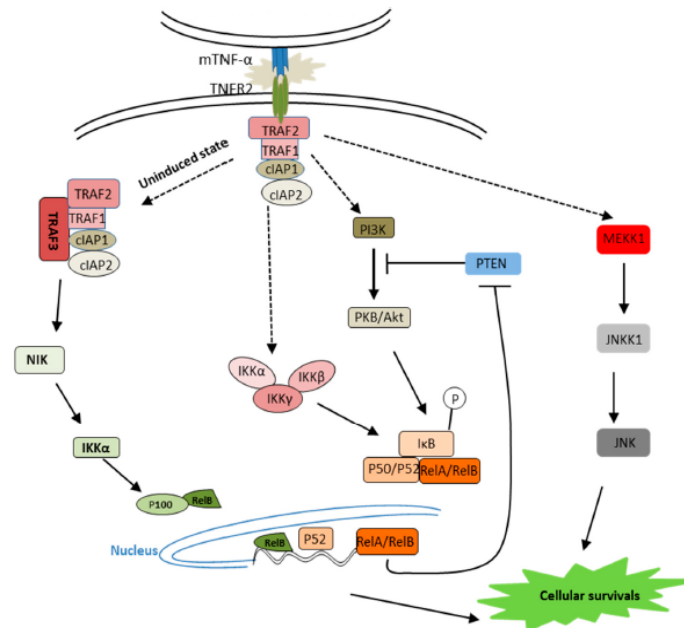 mTNF-α
TNFR2
TRAF2
TRAF1
cIAP1
cIAP2
Uninduced state
TRAF3
TRAF2
TRAF1
cIAP1
cIAP2
PI3K
MEKK1
PTEN
PKB/Akt
JNKK1
NIK
IKKα
IKKβ
IKKγ
P
IκB
P50/P52
RelA/RelB
JNK
IKKα
P100
RelB
Nucleus
RelB
P52
RelA/RelB
Cellular survivals